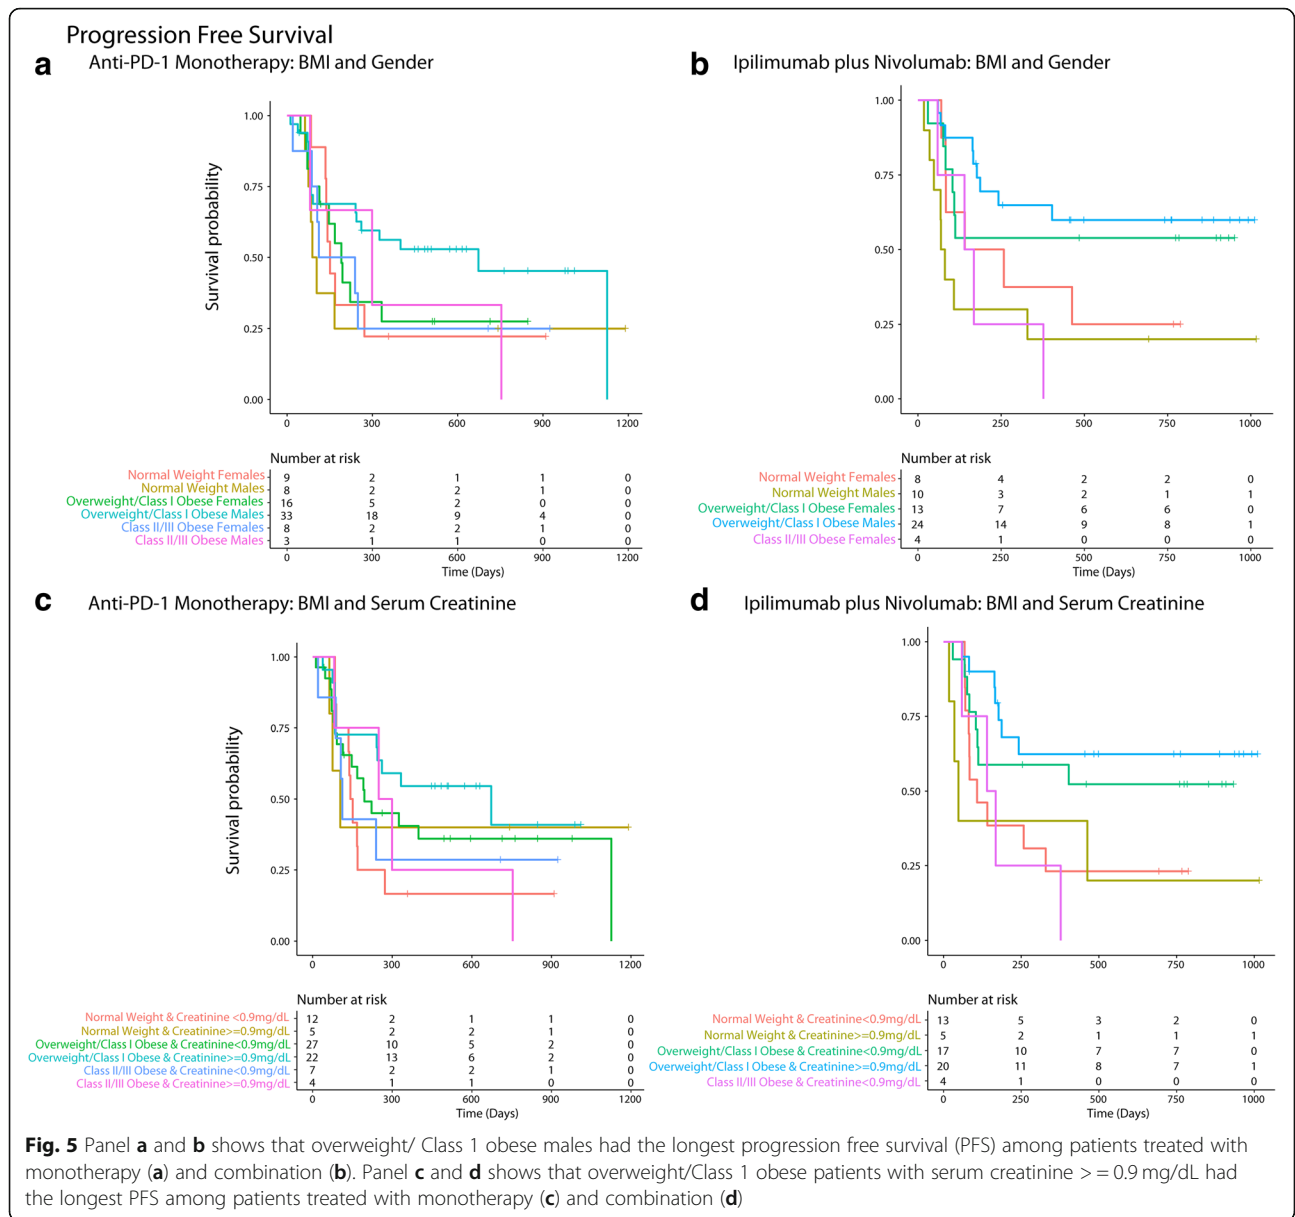 Progression Free Survival
a Anti-PD-1 Monotherapy: BMI and Gender
Survival probability
1.00
0.75
0.50
0.25
0.00
0 300 600 900 1200
Number at risk
Normal Weight Females 9 2 1 1 0
Normal Weight Males 8 2 2 1 0
Overweight/Class I Obese Females 16 5 2 0 0
Overweight/Class I Obese Males 33 18 9 4 0
Class II/III Obese Females 8 2 2 1 0
Class II/III Obese Males 3 1 1 0 0
0 300 600 900 1200
Time (Days)
b Ipilimumab plus Nivolumab: BMI and Gender
1.00
0.75
0.50
0.25
0.00
0 250 500 750 1000
Number at risk
Normal Weight Females 8 4 2 2 0
Normal Weight Males 10 3 2 1 1
Overweight/Class I Obese Females 13 7 6 6 0
Overweight/Class I Obese Males 24 14 9 8 1
Class II/III Obese Females 4 1 0 0 0
0 250 500 750 1000
Time (Days)
c Anti-PD-1 Monotherapy: BMI and Serum Creatinine
Survival probability
1.00
0.75
0.50
0.25
0.00
0 300 600 900 1200
Number at risk
Normal Weight & Creatinine <0.9mg/dL 12 2 1 1 0
Normal Weight & Creatinine>=0.9mg/dL 5 2 2 1 0
Overweight/Class I Obese & Creatinine<0.9mg/dL 27 10 5 2 0
Overweight/Class I Obese & Creatinine>=0.9mg/dL 22 13 6 2 0
Class II/III Obese & Creatinine<0.9mg/dL 7 2 2 1 0
Class II/III Obese & Creatinine>=0.9mg/dL 4 1 1 0 0
0 300 600 900 1200
Time (Days)
d Ipilimumab plus Nivolumab: BMI and Serum Creatinine
1.00
0.75
0.50
0.25
0.00
0 250 500 750 1000
Number at risk
Normal Weight & Creatinine<0.9mg/dL 13 5 3 2 0
Normal Weight & Creatinine>=0.9mg/dL 5 2 1 1 1
Overweight/Class I Obese & Creatinine<0.9mg/dL 17 10 7 7 0
Overweight/Class I Obese & Creatinine>=0.9mg/dL 20 11 8 7 1
Class II/III Obese & Creatinine<0.9mg/dL 4 1 0 0 0
0 250 500 750 1000
Time (Days)
Fig. 5 Panel a and b shows that overweight/ Class 1 obese males had the longest progression free survival (PFS) among patients treated with
monotherapy (a) and combination (b). Panel c and d shows that overweight/Class 1 obese patients with serum creatinine > = 0.9 mg/dL had
the longest PFS among patients treated with monotherapy (c) and combination (d)